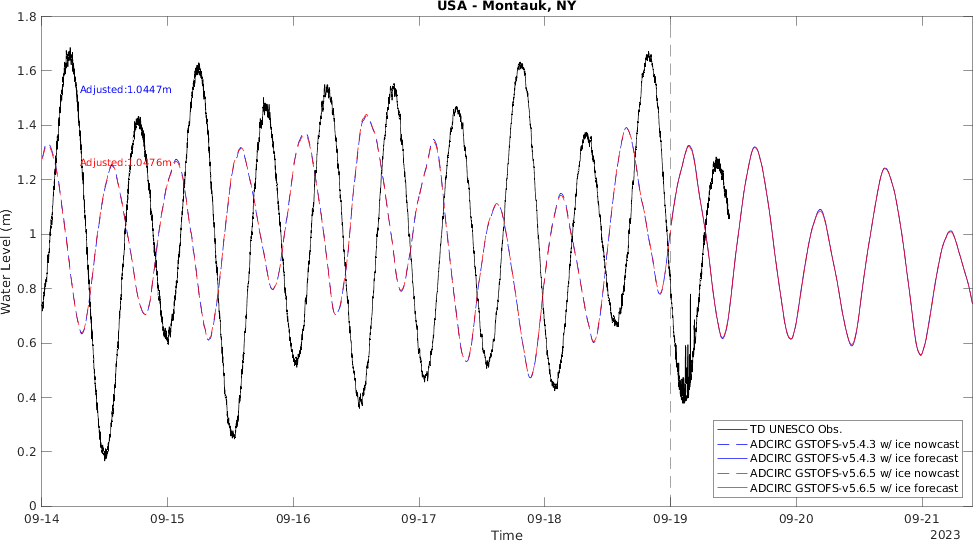 USA - Montauk, NY
1.8
1.6
1.4
1.2
1
0.8
0.6
0.4
0.2
0
Water Level (m)
Adjusted:1.0447m
Adjusted:1.0476m
TD UNESCO Obs.
ADCIRC GSTOFS-v5.4.3 w/ ice nowcast
ADCIRC GSTOFS-v5.4.3 w/ ice forecast
ADCIRC GSTOFS-v5.6.5 w/ ice nowcast
ADCIRC GSTOFS-v5.6.5 w/ ice forecast
09-14 09-15 09-16 09-17 09-18 09-19 09-20 09-21
Time
2023